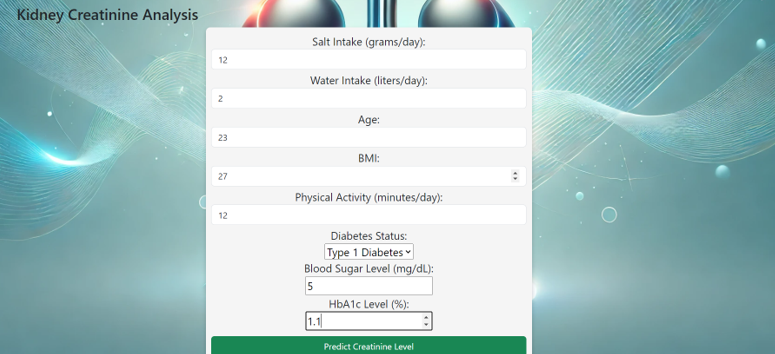 Kidney Creatinine Analysis
Salt Intake (grams/day):
12
Water Intake (liters/day):
2
Age:
23
BMI:
27
Physical Activity (minutes/day):
12
Diabetes Status:
Type 1 Diabetes
Blood Sugar Level (mg/dL):
5
HbA1c Level (%):
1.1
Predict Creatinine Level